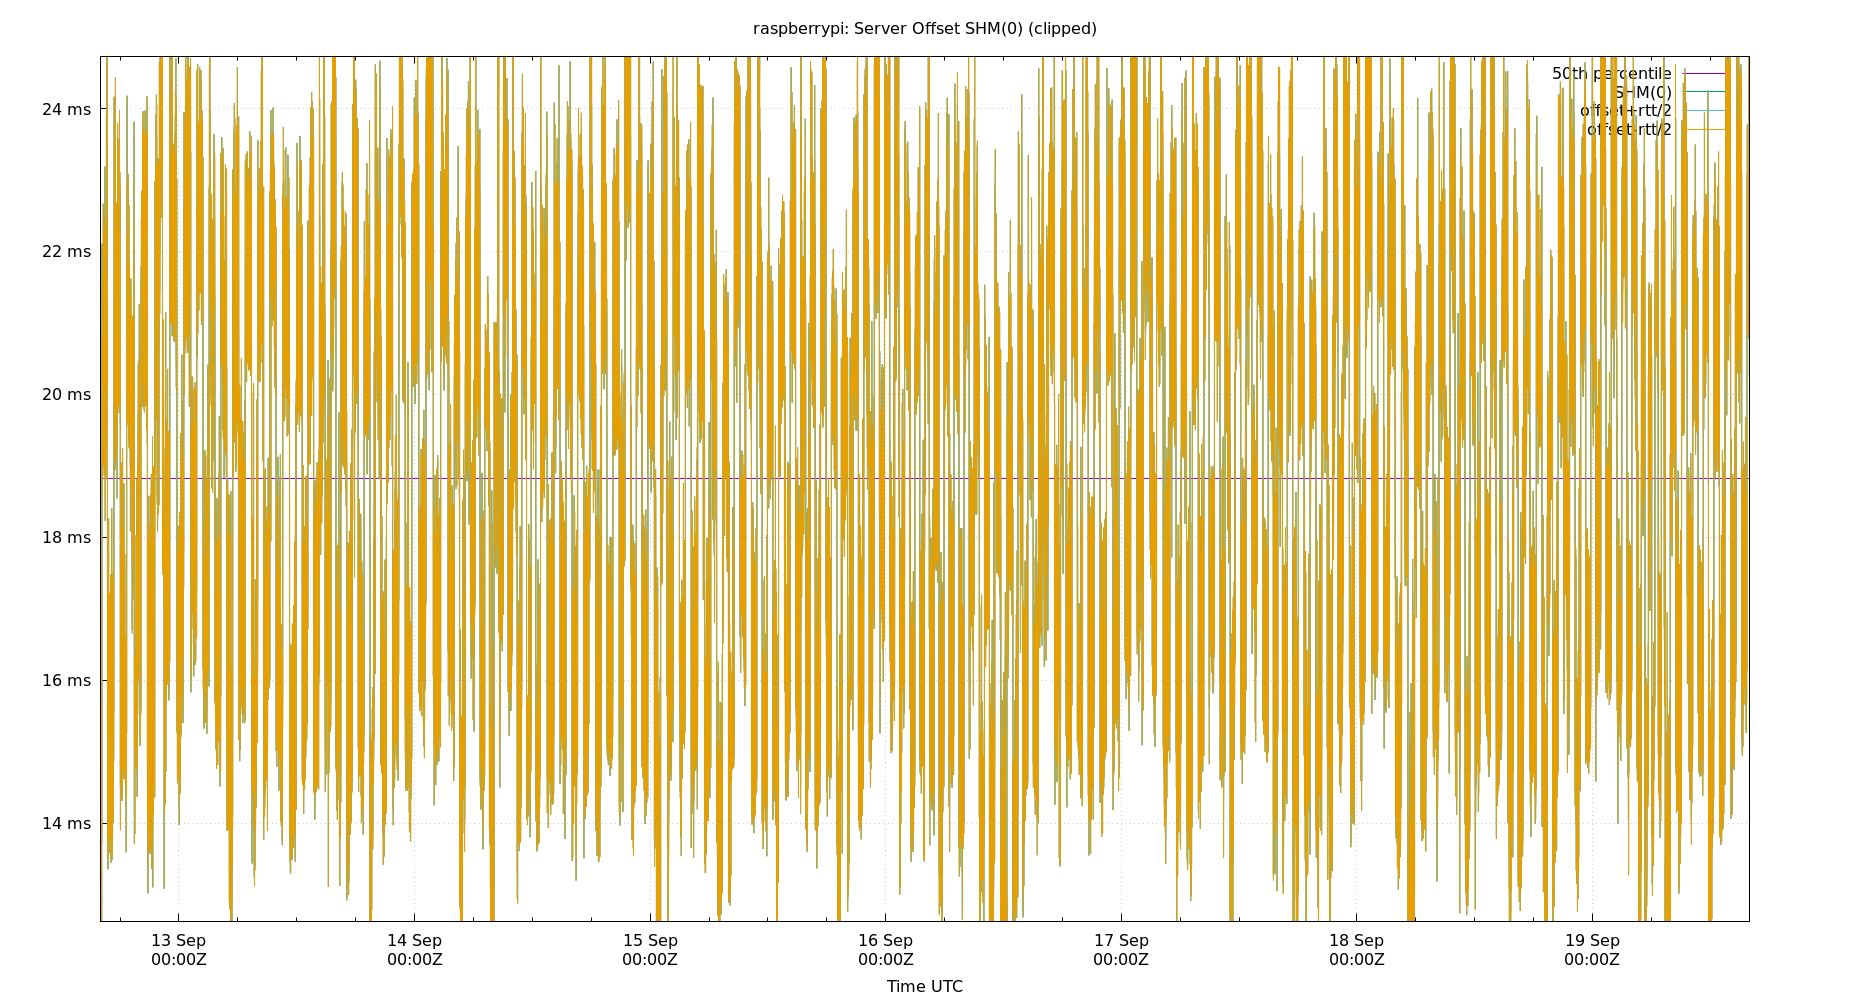 raspberrypi: Server Offset SHM(0) (clipped)
50th percentile
SHM(0)
offset+rtt/2
offset-rtt/2
24 ms
22 ms
20 ms
18 ms
16 ms
14 ms
13 Sep 14 Sep 15 Sep 16 Sep 17 Sep 18 Sep 19 Sep
00:00Z 00:00Z 00:00Z 00:00Z 00:00Z 00:00Z 00:00Z
Time UTC